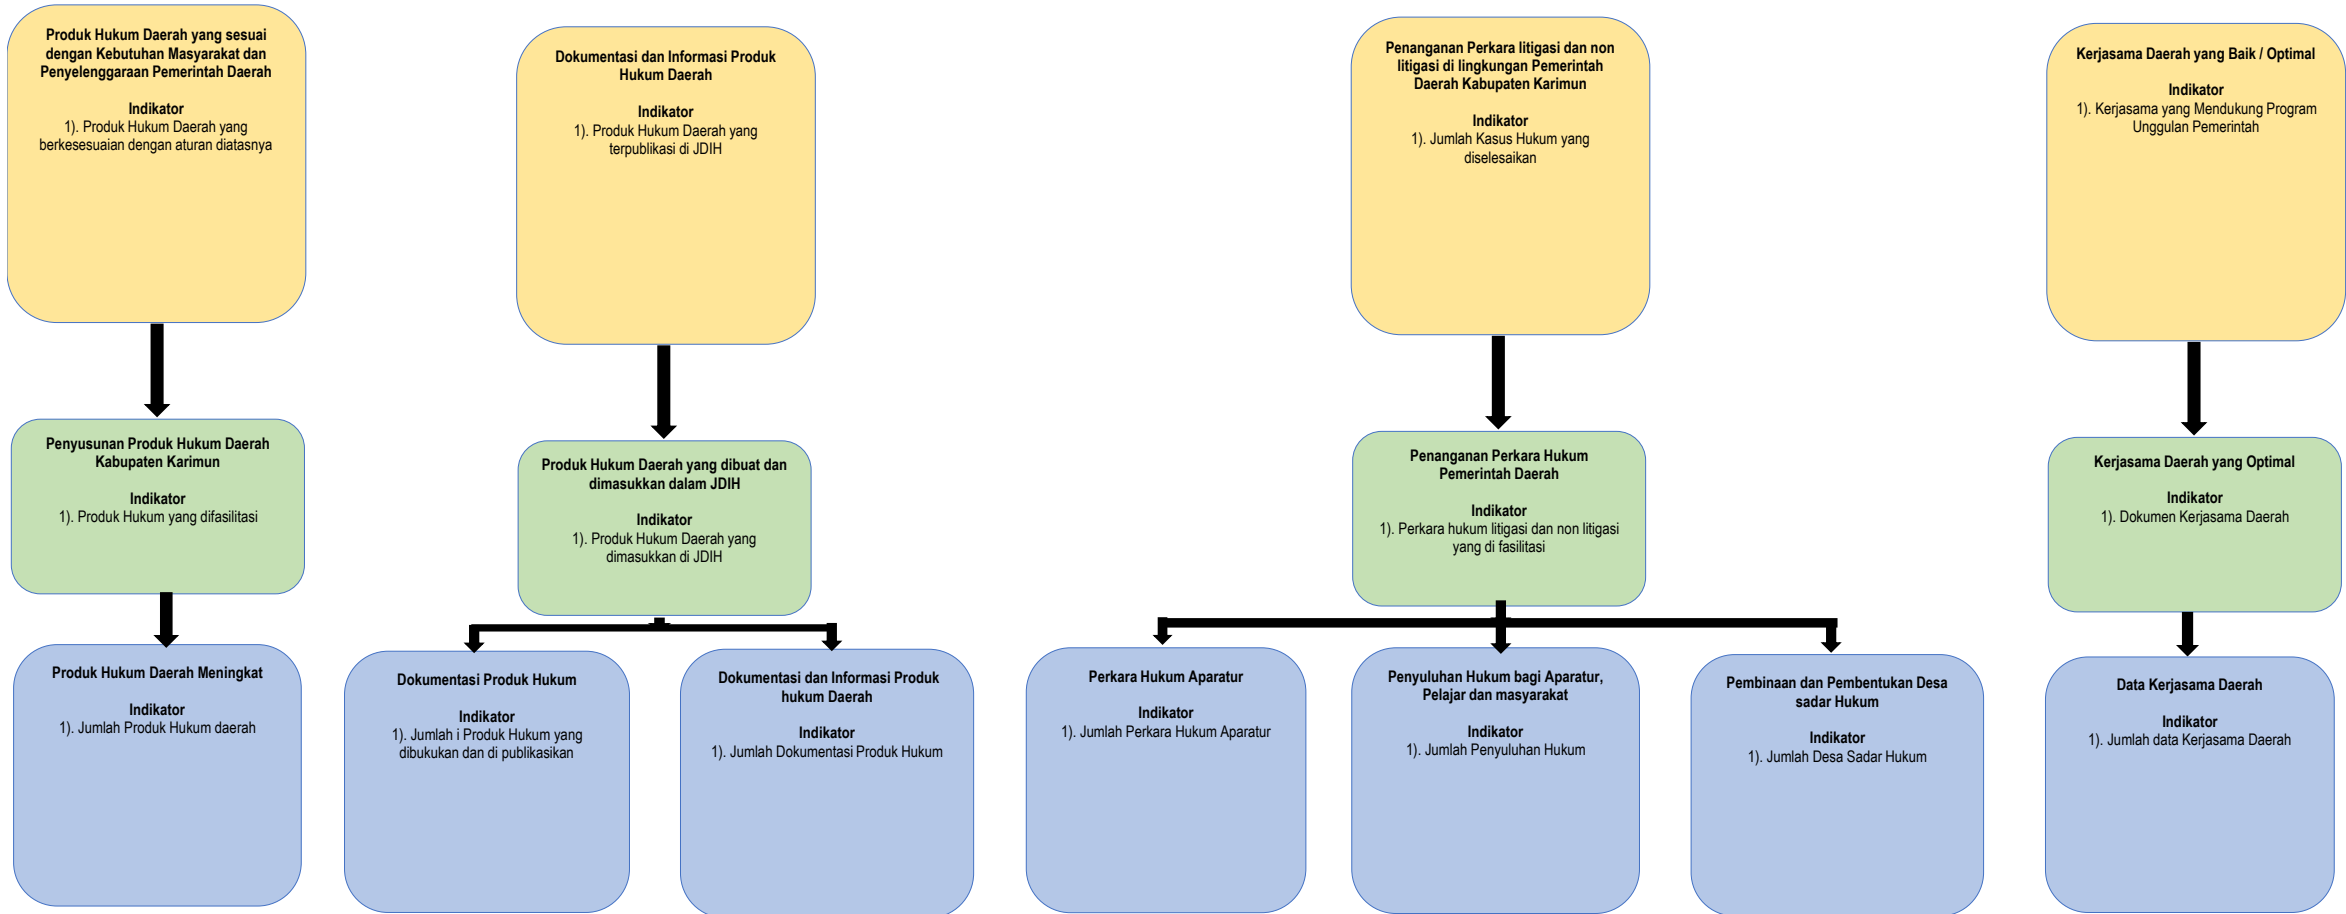 Produk Hukum Daerah yang sesuai
dengan Kebutuhan Masyarakat dan
Penyelenggaraan Pemerintah Daerah
Indikator
1). Produk Hukum Daerah yang
berkesesuaian dengan aturan diatasnya
Dokumentasi dan Informasi Produk
Hukum Daerah
Indikator
1). Produk Hukum Daerah yang
terpublikasi di JDIH
Penanganan Perkara litigasi dan non
litigasi di lingkungan Pemerintah
Daerah Kabupaten Karimun
Indikator
1). Jumlah Kasus Hukum yang
diselesaikan
Kerjasama Daerah yang Baik / Optimal
Indikator
1). Kerjasama yang Mendukung Program
Unggulan Pemerintah
Penyusunan Produk Hukum Daerah
Kabupaten Karimun
Indikator
1). Produk Hukum yang difasilitasi
Produk Hukum Daerah yang dibuat dan
dimasukkan dalam JDIH
Indikator
1). Produk Hukum Daerah yang
dimasukkan di JDIH
Penanganan Perkara Hukum
Pemerintah Daerah
Indikator
1). Perkara hukum litigasi dan non litigasi
yang di fasilitasi
Kerjasama Daerah yang Optimal
Indikator
1). Dokumen Kerjasama Daerah
Produk Hukum Daerah Meningkat
Indikator
1). Jumlah Produk Hukum daerah
Dokumentasi Produk Hukum
Indikator
1). Jumlah i Produk Hukum yang
dibukukan dan di publikasikan
Dokumentasi dan Informasi Produk
hukum Daerah
Indikator
1). Jumlah Dokumentasi Produk Hukum
Perkara Hukum Aparatur
Indikator
1). Jumlah Perkara Hukum Aparatur
Penyuluhan Hukum bagi Aparatur,
Pelajar dan masyarakat
Indikator
1). Jumlah Penyuluhan Hukum
Pembinaan dan Pembentukan Desa
sadar Hukum
Indikator
1). Jumlah Desa Sadar Hukum
Data Kerjasama Daerah
Indikator
1). Jumlah data Kerjasama Daerah